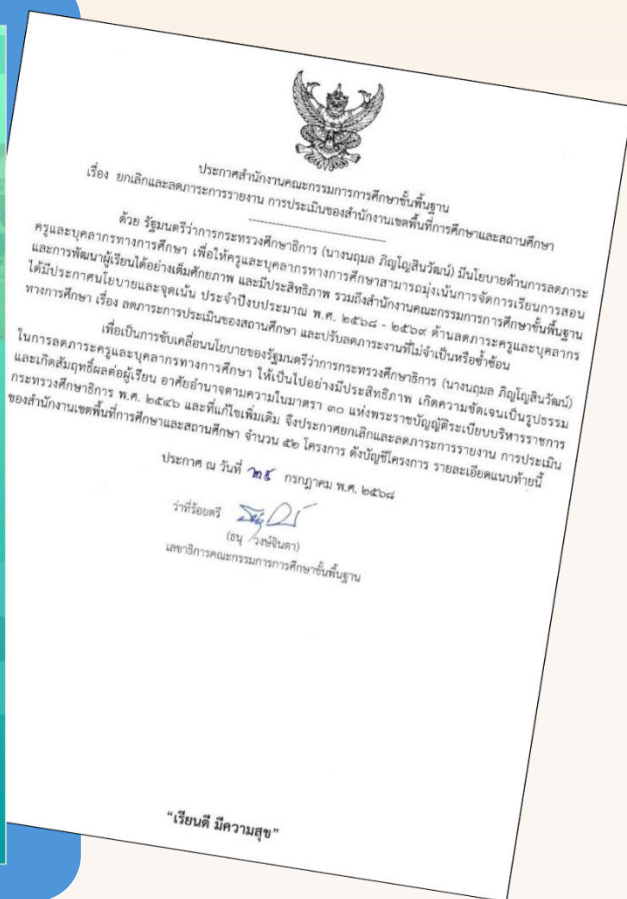 ประกาศสำนักงานคณะกรรมการการศึกษาขั้นพื้นฐาน
เรื่อง ยกเลิกและลดภาระการรายงาน การประเมินของสำนักงานเขตพื้นที่การศึกษาและสถานศึกษา
ด้วย รัฐมนตรีว่าการกระทรวงศึกษาธิการ (นางนฤมล ภิญโญสินวัฒน์) มีนโยบายด้านการลดภาระ
ครูและบุคลากรทางการศึกษา เพื่อให้ครูและบุคลากรทางการศึกษาสามารถมุ่งเน้นการจัดการเรียนการสอน
และการพัฒนาผู้เรียนได้อย่างเต็มศักยภาพ และมีประสิทธิภาพ รวมถึงสำนักงานคณะกรรมการการศึกษาขั้นพื้นฐาน
ได้มีประกาศนโยบายและจุดเน้น ประจำปีงบประมาณ พ.ศ. ๒๕๖๘ - ๒๕๖๙ ด้านลดภาระครูและบุคลากร
ทางการศึกษา เรื่อง ลดภาระการประเมินของสถานศึกษา และปรับลดภาระงานที่ไม่จำเป็นหรือซ้ำซ้อน
เพื่อเป็นการขับเคลื่อนนโยบายของรัฐมนตรีว่าการกระทรวงศึกษาธิการ (นางนฤมล ภิญโญสินวัฒน์)
ในการลดภาระครูและบุคลากรทางการศึกษา ให้เป็นไปอย่างมีประสิทธิภาพ เกิดความชัดเจนเป็นรูปธรรม
และเกิดสัมฤทธิ์ผลต่อผู้เรียน อาศัยอำนาจตามความในมาตรา ๓๐ แห่งพระราชบัญญัติระเบียบบริหารราชการ
กระทรวงศึกษาธิการ พ.ศ. ๒๕๔๖ และที่แก้ไขเพิ่มเติม จึงประกาศยกเลิกและลดภาระการรายงาน การประเมิน
ของสำนักงานเขตพื้นที่การศึกษาและสถานศึกษา จำนวน ๕๒ โครงการ ดังบัญชีโครงการ รายละเอียดแนบท้ายนี้
ประกาศ ณ วันที่ กรกฎาคม พ.ศ. ๒๕๖๘
ว่าที่ร้อยตรี
(ธนุ วงษ์จินดา)
เลขาธิการคณะกรรมการการศึกษาขั้นพื้นฐาน
"เรียนดี มีความสุข"